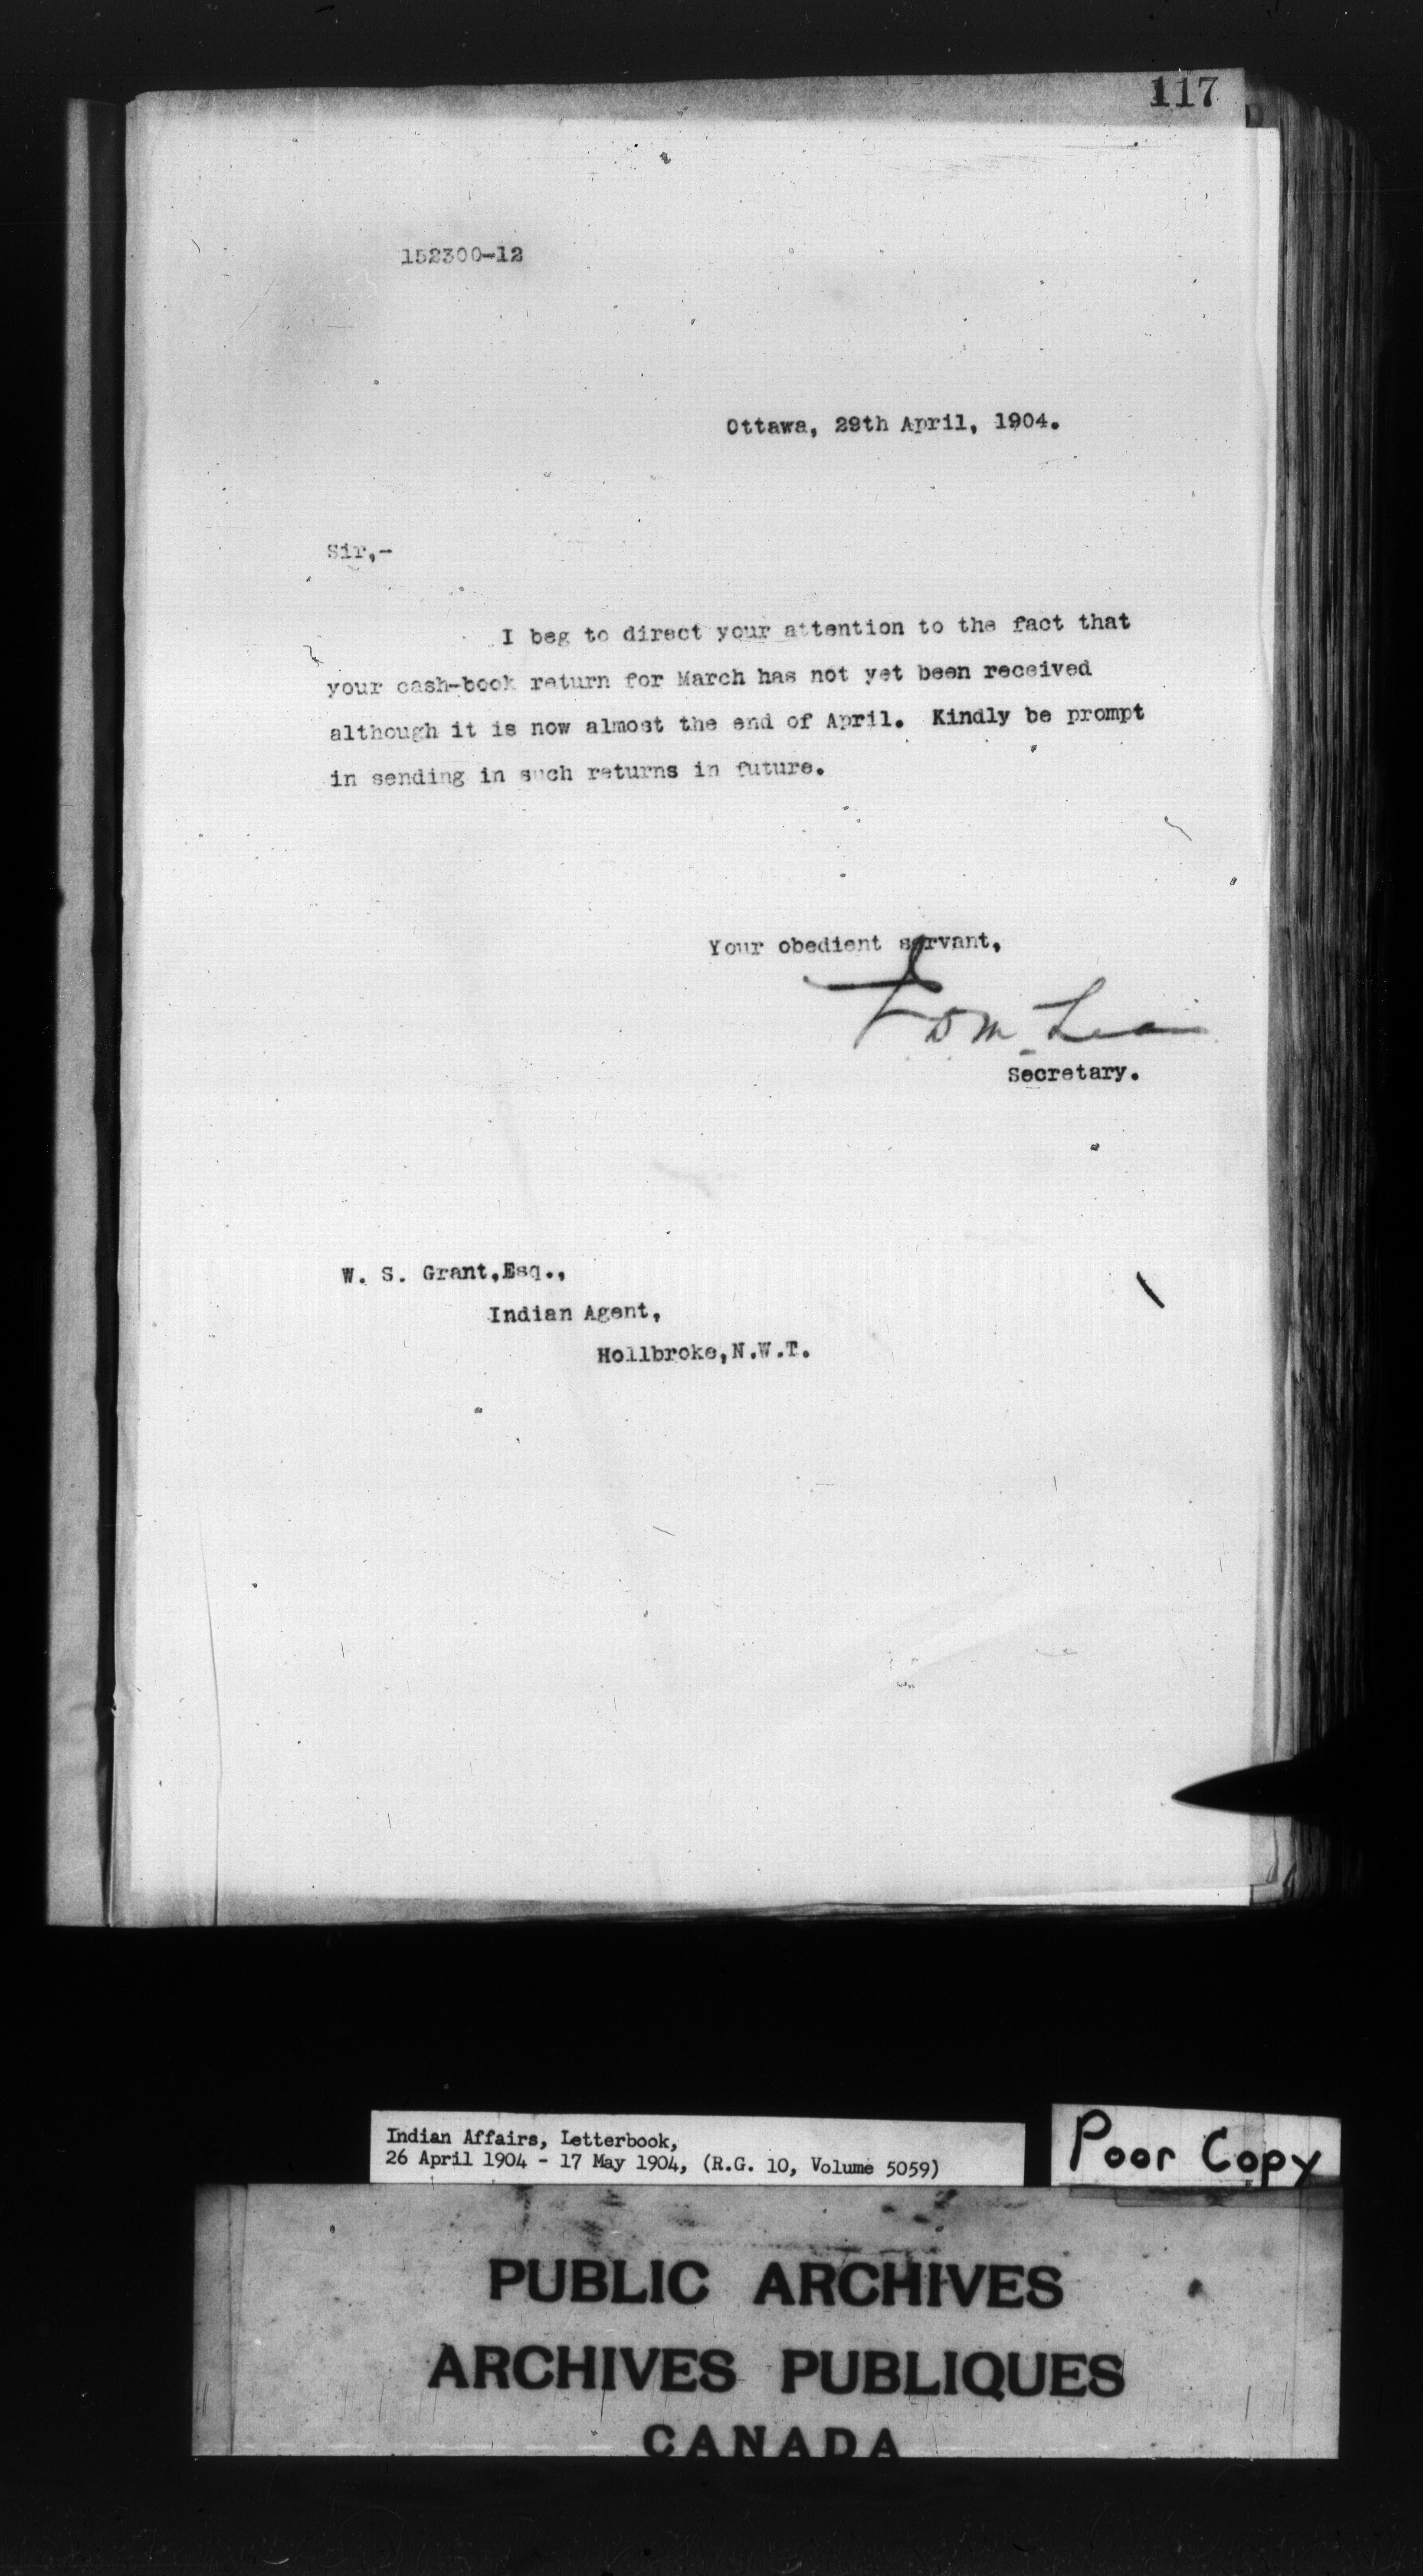 117
152300-12
Ottawa, 29th April, 1904.
Sir,-
I beg to direct your attention to the fact that
your cash-book return for March has not yet been received
although it is now almost the end of April. Kindly be prompt
in sending in such returns in future.
Your obedient servant,
Secretary.
W. S. Grant,Esq.,
Indian Agent,
Hollbroke,N.W.T.
Indian Affairs, Letterbook,
26 April 1904 - 17 May 1904, (R.G. 10, Volume 5059)
Poor Copy
PUBLIC ARCHIVES
ARCHIVES PUBLIQUES
CANADA